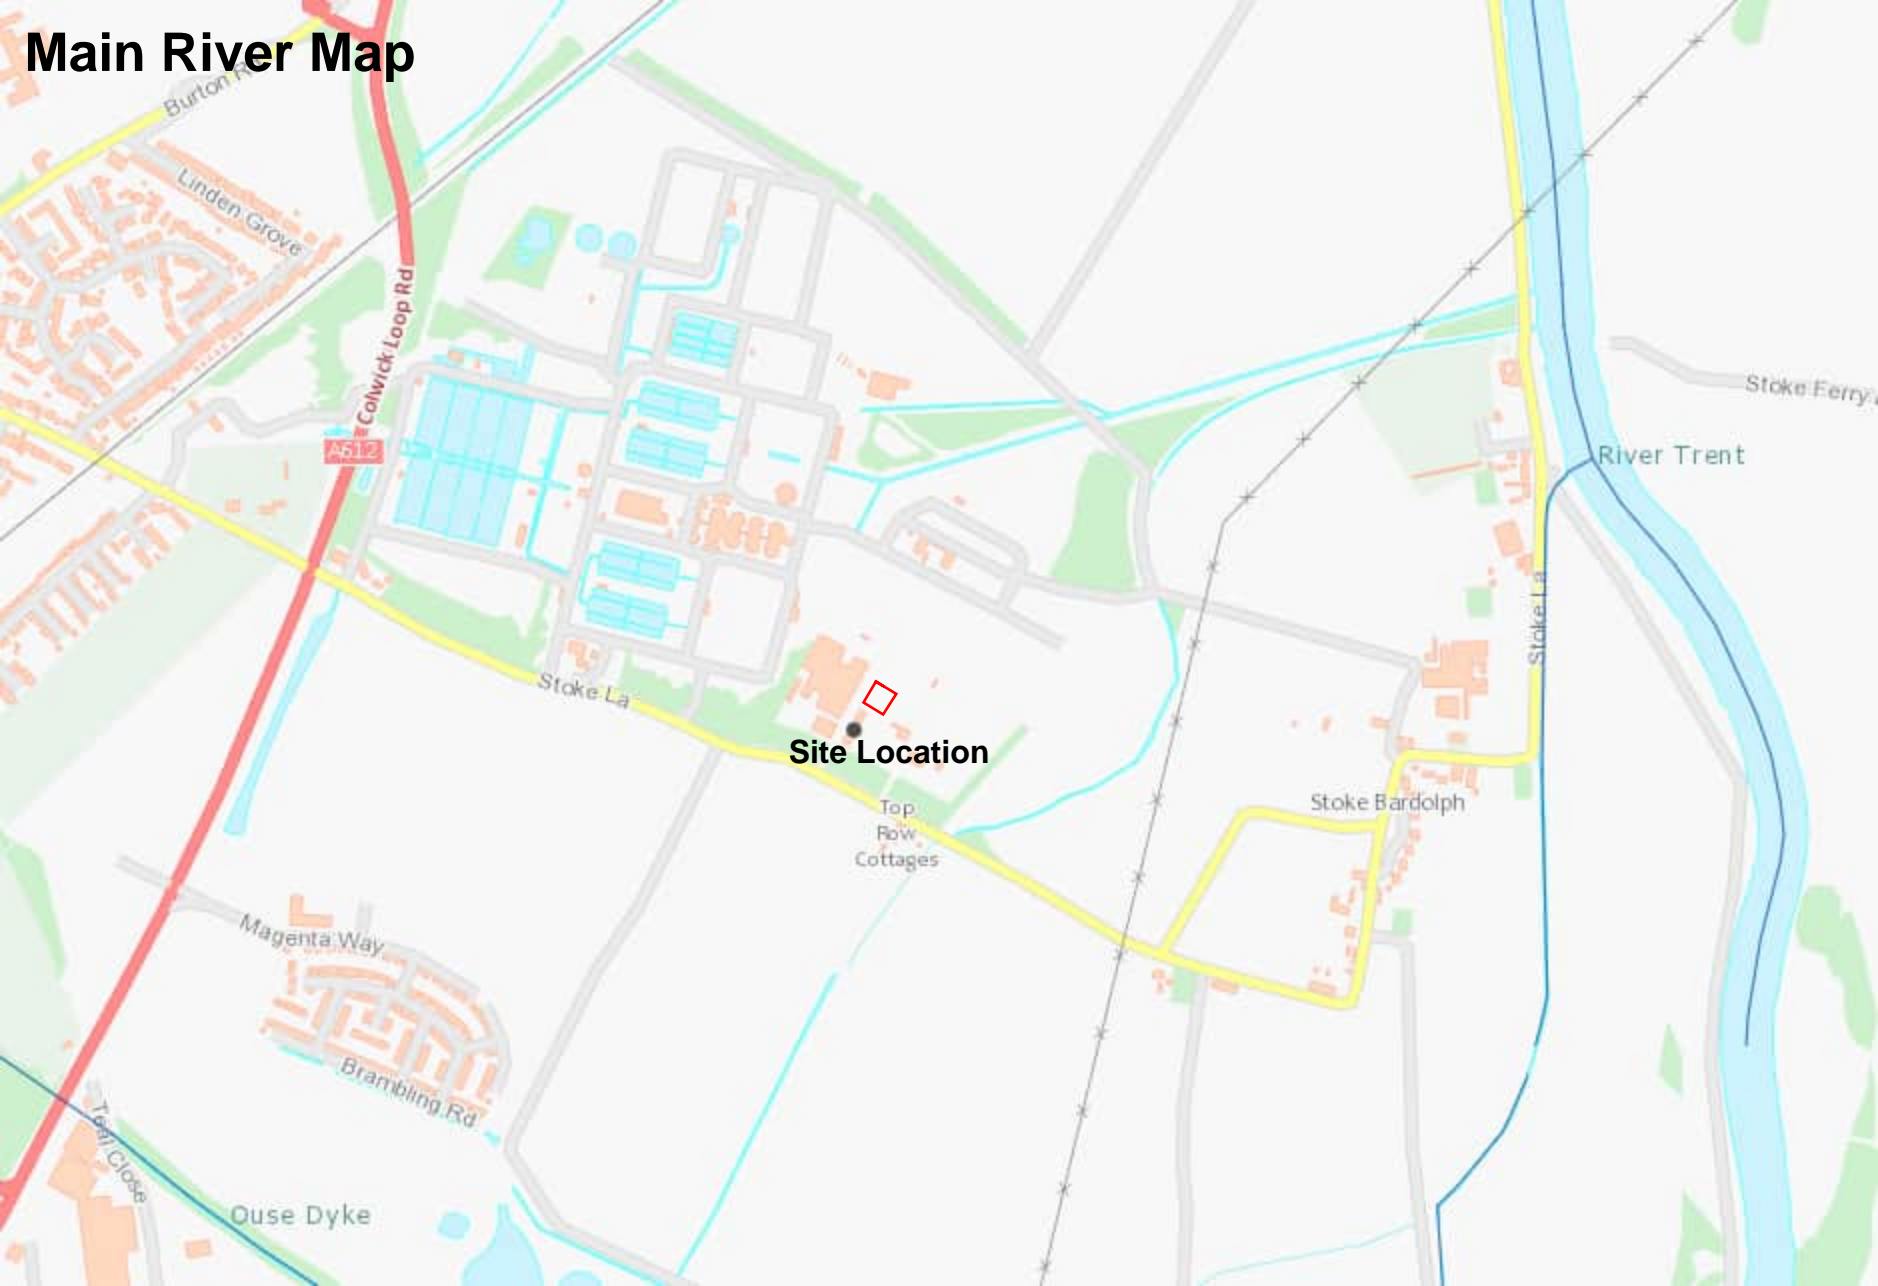 Main River Map
Burton R
Linden Grove
Colwick Loop Rd
A612
Stoke Ferry
River Trent
Stoke La
Stoke La
Site Location
Stoke Bardolph
Top
Row
Cottages
Magenta Way
Brambling Rd
Teal Close
Ouse Dyke